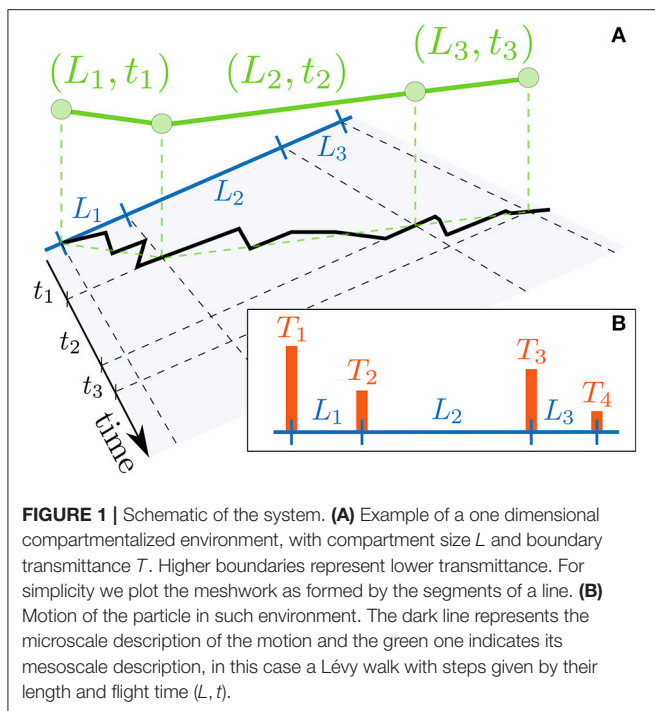 A
(L₁, t₁) (L₂, t₂) (L₃, t₃)
L₁ L₂ L₃
t₁
t₂
t₃
time
B
T₁ T₂ T₃ T₄
L₁ L₂ L₃
FIGURE 1 | Schematic of the system. (A) Example of a one dimensional
compartmentalized environment, with compartment size L and boundary
transmittance T. Higher boundaries represent lower transmittance. For
simplicity we plot the meshwork as formed by the segments of a line. (B)
Motion of the particle in such environment. The dark line represents the
microscale description of the motion and the green one indicates its
mesoscale description, in this case a Lévy walk with steps given by their
length and flight time (L, t).